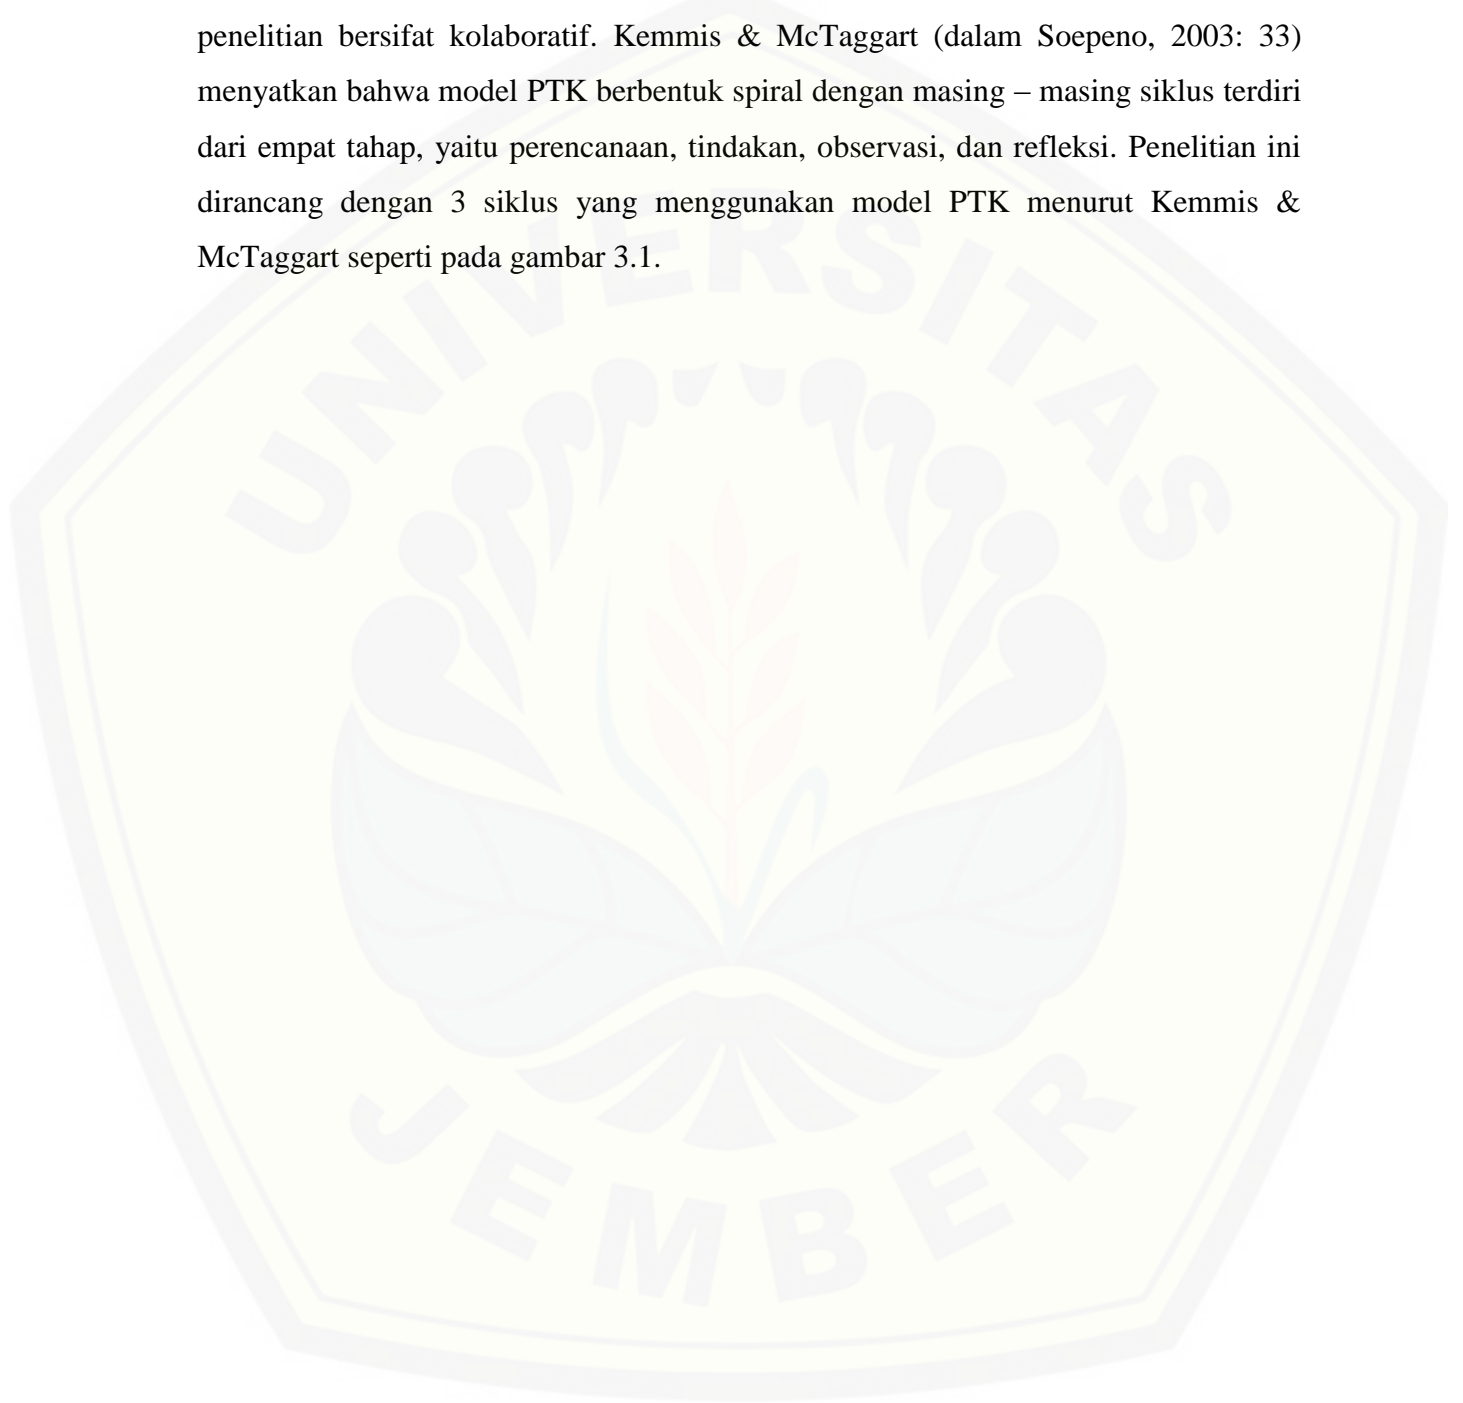 penelitian bersifat kolaboratif. Kemmis & McTaggart (dalam Soepeno, 2003: 33)
menyatkan bahwa model PTK berbentuk spiral dengan masing – masing siklus terdiri
dari empat tahap, yaitu perencanaan, tindakan, observasi, dan refleksi. Penelitian ini
dirancang dengan 3 siklus yang menggunakan model PTK menurut Kemmis &
McTaggart seperti pada gambar 3.1.
UNIVERSITAS
JEMBER